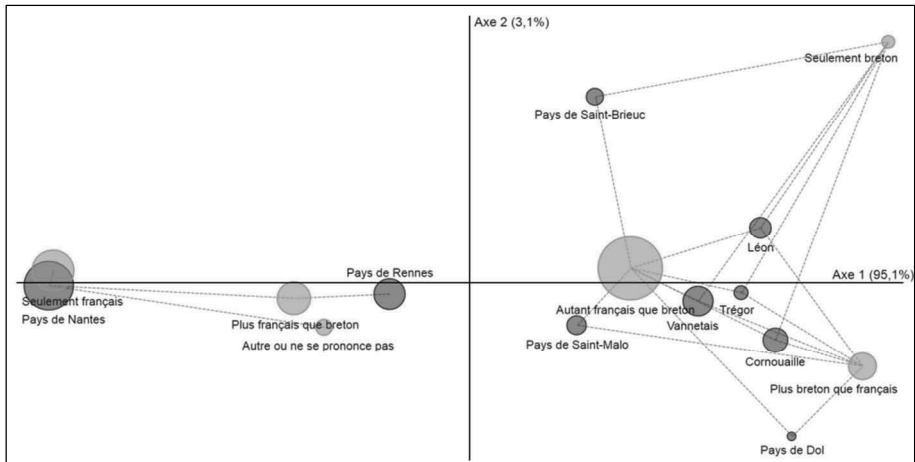 Axe 2 (3,1%)
Seulement breton
Pays de Saint-Brieuc
Léon
Pays de Rennes
Axe 1 (95,1%)
Seulement français
Pays de Nantes
Plus français que breton
Autre ou ne se prononce pas
Autant français que breton
Trégor
Vannetais
Pays de Saint-Malo
Cornouaille
Plus breton que français
Pays de Dol